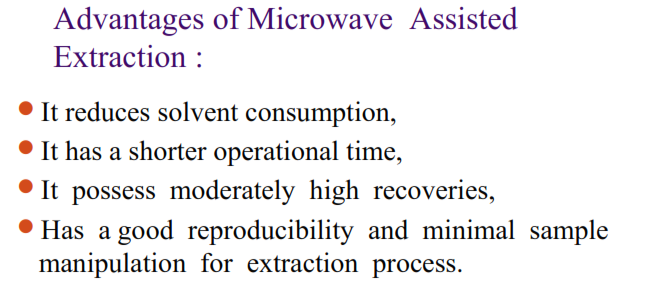 Advantages of Microwave Assisted
Extraction :
• It reduces solvent consumption,
• It has a shorter operational time,
• It possess moderately high recoveries,
• Has a good reproducibility and minimal sample
manipulation for extraction process.